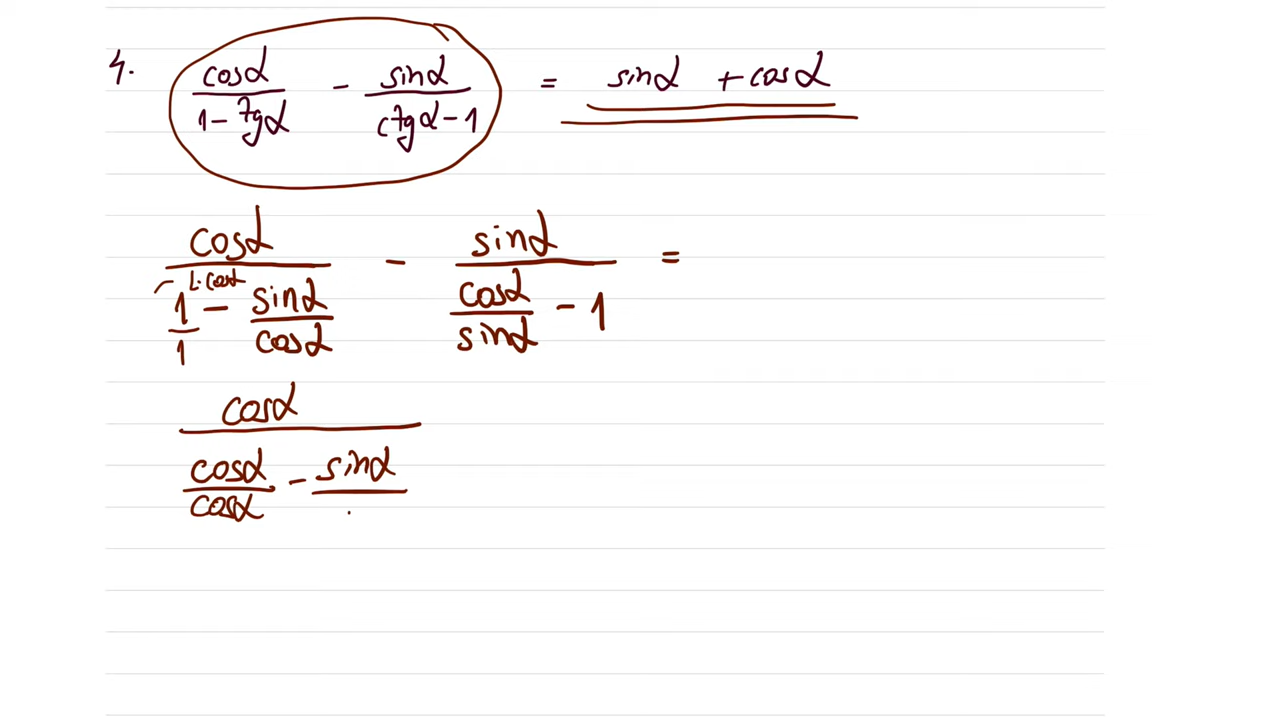 4. cosα / (1 - tgα) - sinα / (ctgα - 1) = sinα + cosα
cosα / (1/1 - sinα/cosα) - sinα / (cosα/sinα - 1) =
L·cosα
cosα / (cosα/cosα - sinα/